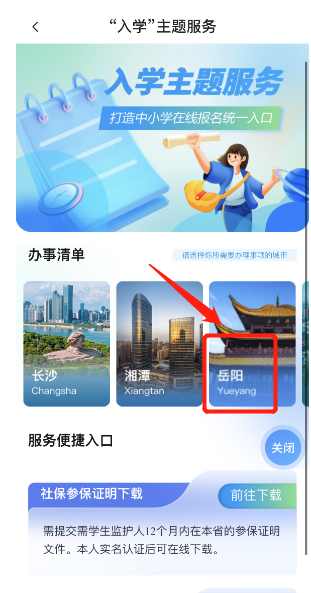 “入学”主题服务
入学主题服务
打造中小学在线报名统一入口
办事清单
请选择你所需要办理事项的城市
长沙
Changsha
湘潭
Xiangtan
岳阳
Yueyang
服务便捷入口
关闭
社保参保证明下载
前往下载
需提交需学生监护人12个月内在本省的参保证明
文件。本人实名认证后可在线下载。